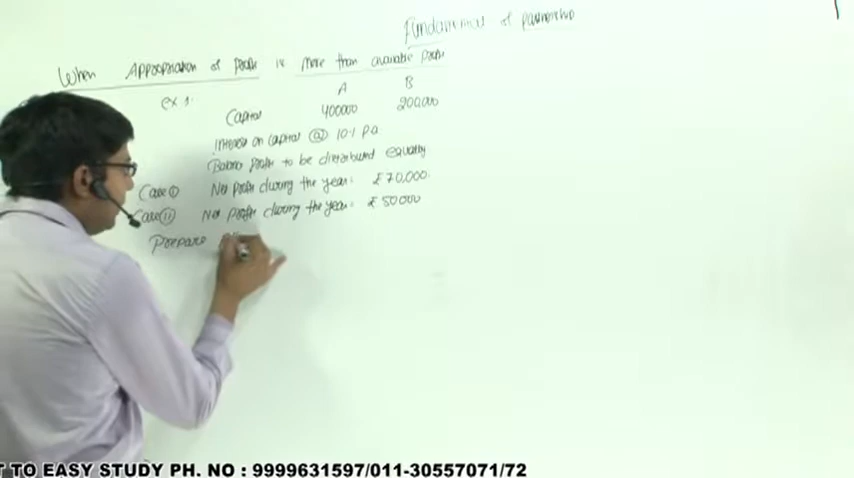 Fundamental of partnership
When Appropriation of profit is more than available profit
ex 1.
A B
Capital 400000 200,000
Interest on capital @ 10% P.a
Balance profit to be distributed equally
Case (I) Net profit during the year: ₹ 70,000
Case (II) Net profit during the year: ₹ 50000
Prepare
T TO EASY STUDY PH. NO : 9999631597/011-30557071/72